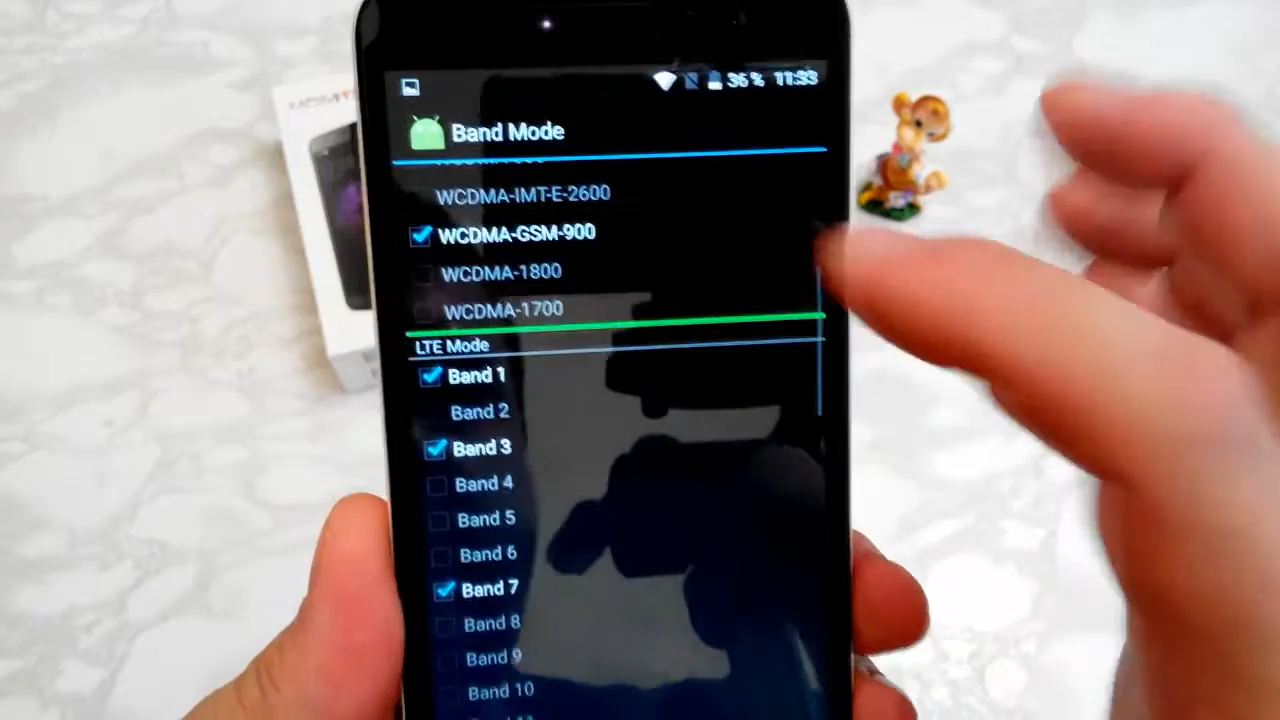 36% 11:33
Band Mode
WCDMA-IMT-E-2600
WCDMA-GSM-900
WCDMA-1800
WCDMA-1700
LTE Mode
Band 1
Band 2
Band 3
Band 4
Band 5
Band 6
Band 7
Band 8
Band 9
Band 10